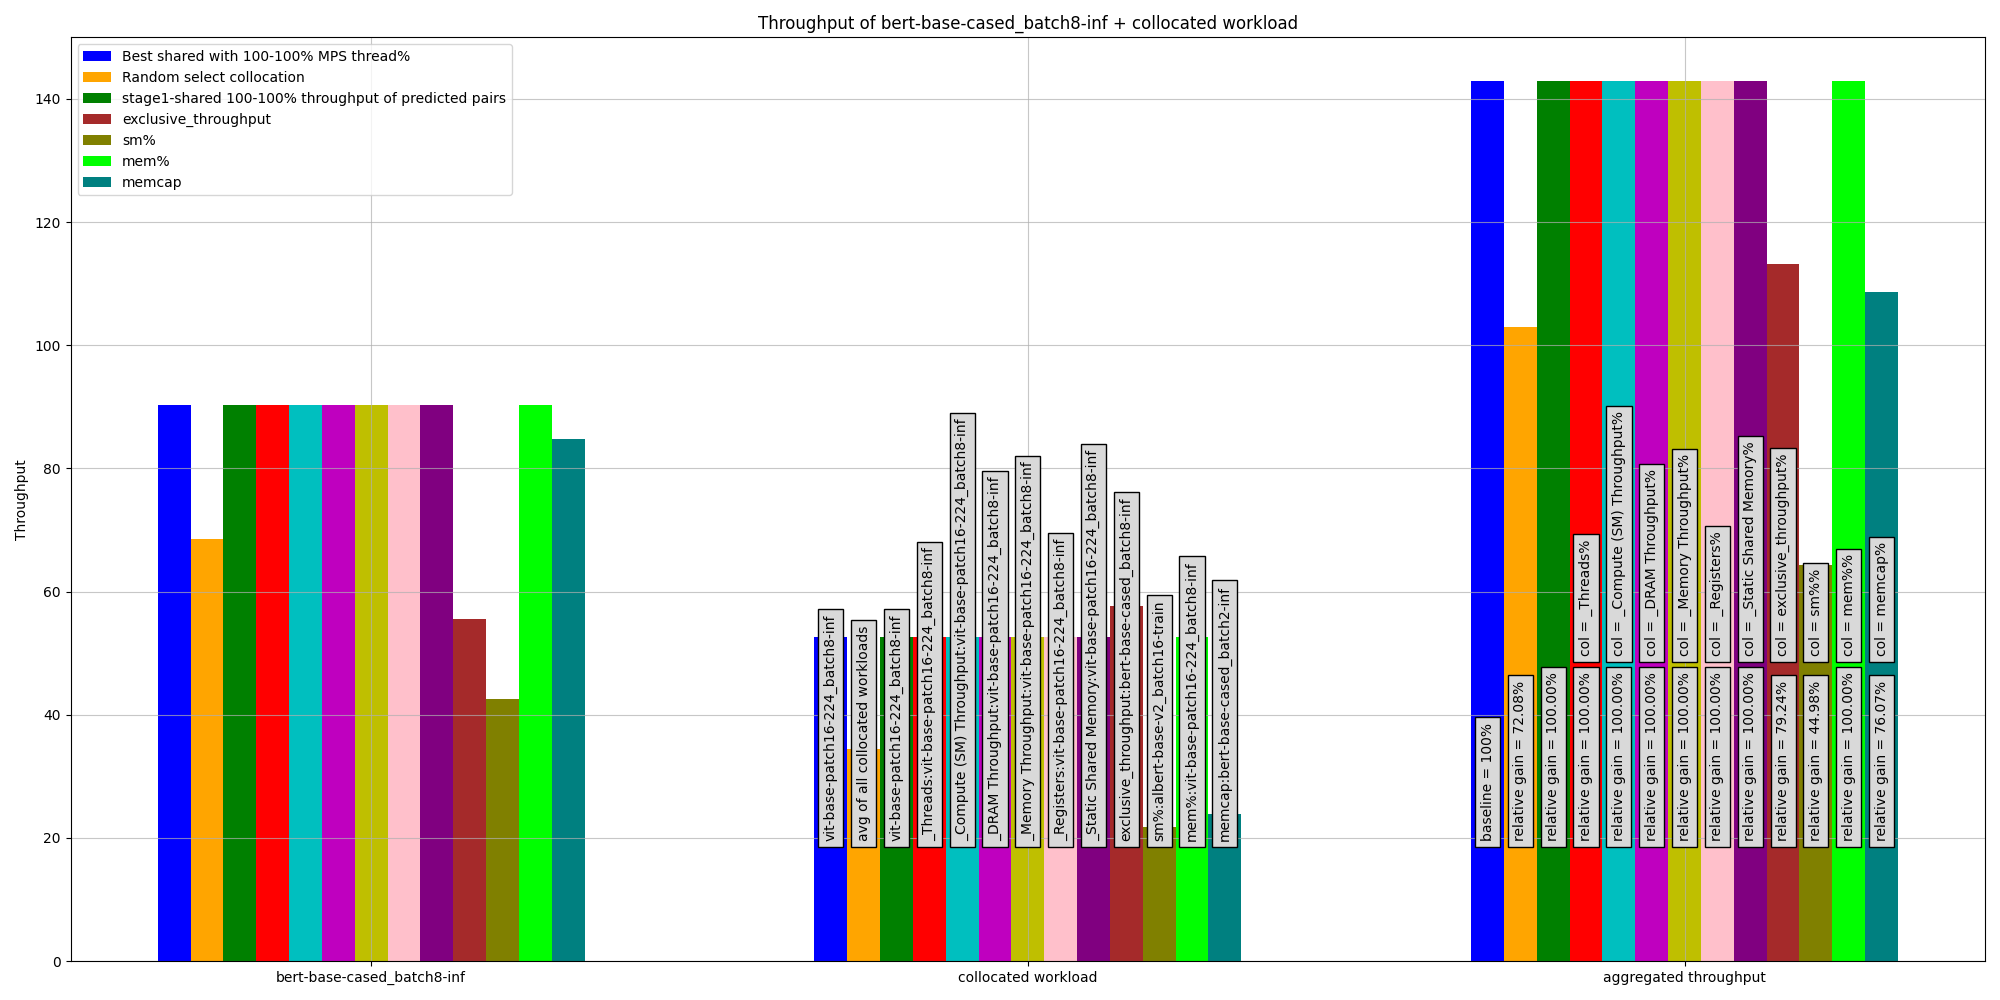 Throughput of bert-base-cased_batch8-inf + collocated workload
Best shared with 100-100% MPS thread%
Random select collocation
stage1-shared 100-100% throughput of predicted pairs
exclusive_throughput
sm%
mem%
memcap
Throughput
140
120
100
80
60
40
20
0
vit-base-patch16-224_batch8-inf
avg of all collocated workloads
vit-base-patch16-224_batch8-inf
_Threads:vit-base-patch16-224_batch8-inf
_Compute (SM) Throughput:vit-base-patch16-224_batch8-inf
_DRAM Throughput:vit-base-patch16-224_batch8-inf
_Memory Throughput:vit-base-patch16-224_batch8-inf
_Registers:vit-base-patch16-224_batch8-inf
_Static Shared Memory:vit-base-patch16-224_batch8-inf
exclusive_throughput:bert-base-cased_batch8-inf
sm%:albert-base-v2_batch16-train
mem%:vit-base-patch16-224_batch8-inf
memcap:bert-base-cased_batch2-inf
col = _Threads%
col = _Compute (SM) Throughput%
col = _DRAM Throughput%
col = _Memory Throughput%
col = _Registers%
col = _Static Shared Memory%
col = exclusive_throughput%
col = sm%%
col = mem%%
col = memcap%
baseline = 100%
relative gain = 72.08%
relative gain = 100.00%
relative gain = 100.00%
relative gain = 100.00%
relative gain = 100.00%
relative gain = 100.00%
relative gain = 100.00%
relative gain = 100.00%
relative gain = 79.24%
relative gain = 44.98%
relative gain = 100.00%
relative gain = 76.07%
bert-base-cased_batch8-inf
collocated workload
aggregated throughput